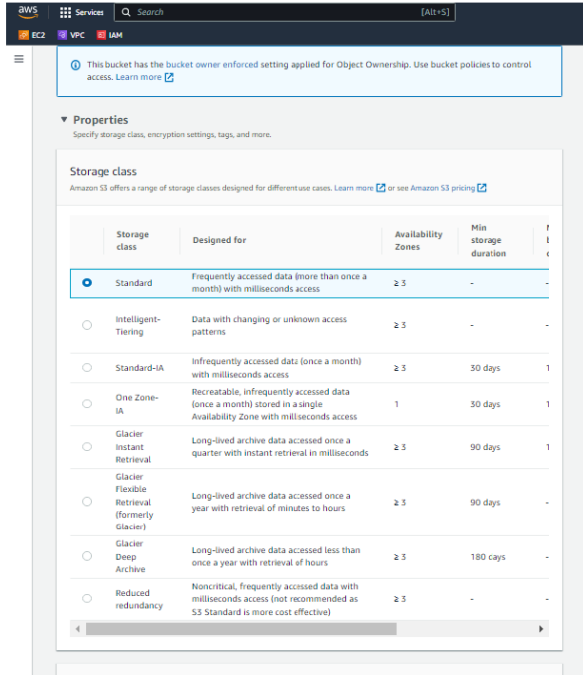 aws
Services
Search
[Alt+S]
EC2
VPC
IAM
This bucket has the bucket owner enforced setting applied for Object Ownership. Use bucket policies to control
access. Learn more
Properties
Specify storage class, encryption settings, tags, and more.
Storage class
Amazon S3 offers a range of storage classes designed for different use cases. Learn more or see Amazon S3 pricing
Storage
class
Designed for
Availability
Zones
Min
storage
duration
Standard
Frequently accessed data (more than once a
month) with milliseconds access
≥ 3
-
-
Intelligent-
Tiering
Data with changing or unknown access
patterns
≥ 3
-
-
Standard-IA
Infrequently accessed data (once a month)
with milliseconds access
≥ 3
30 days
1
One Zone-
IA
Recreatable, infrequently accessed data
(once a month) stored in a single
Availability Zone with milliseconds access
1
30 days
1
Glacier
Instant
Retrieval
Long-lived archive data accessed once a
quarter with instant retrieval in milliseconds
≥ 3
90 days
1
Glacier
Flexible
Retrieval
(formerly
Glacier)
Long-lived archive data accessed once a
year with retrieval of minutes to hours
≥ 3
90 days
-
Glacier
Deep
Archive
Long-lived archive data accessed less than
once a year with retrieval of hours
≥ 3
180 days
-
Reduced
redundancy
Noncritical, frequently accessed data with
milliseconds access (not recommended as
S3 Standard is more cost effective)
≥ 3
-
-